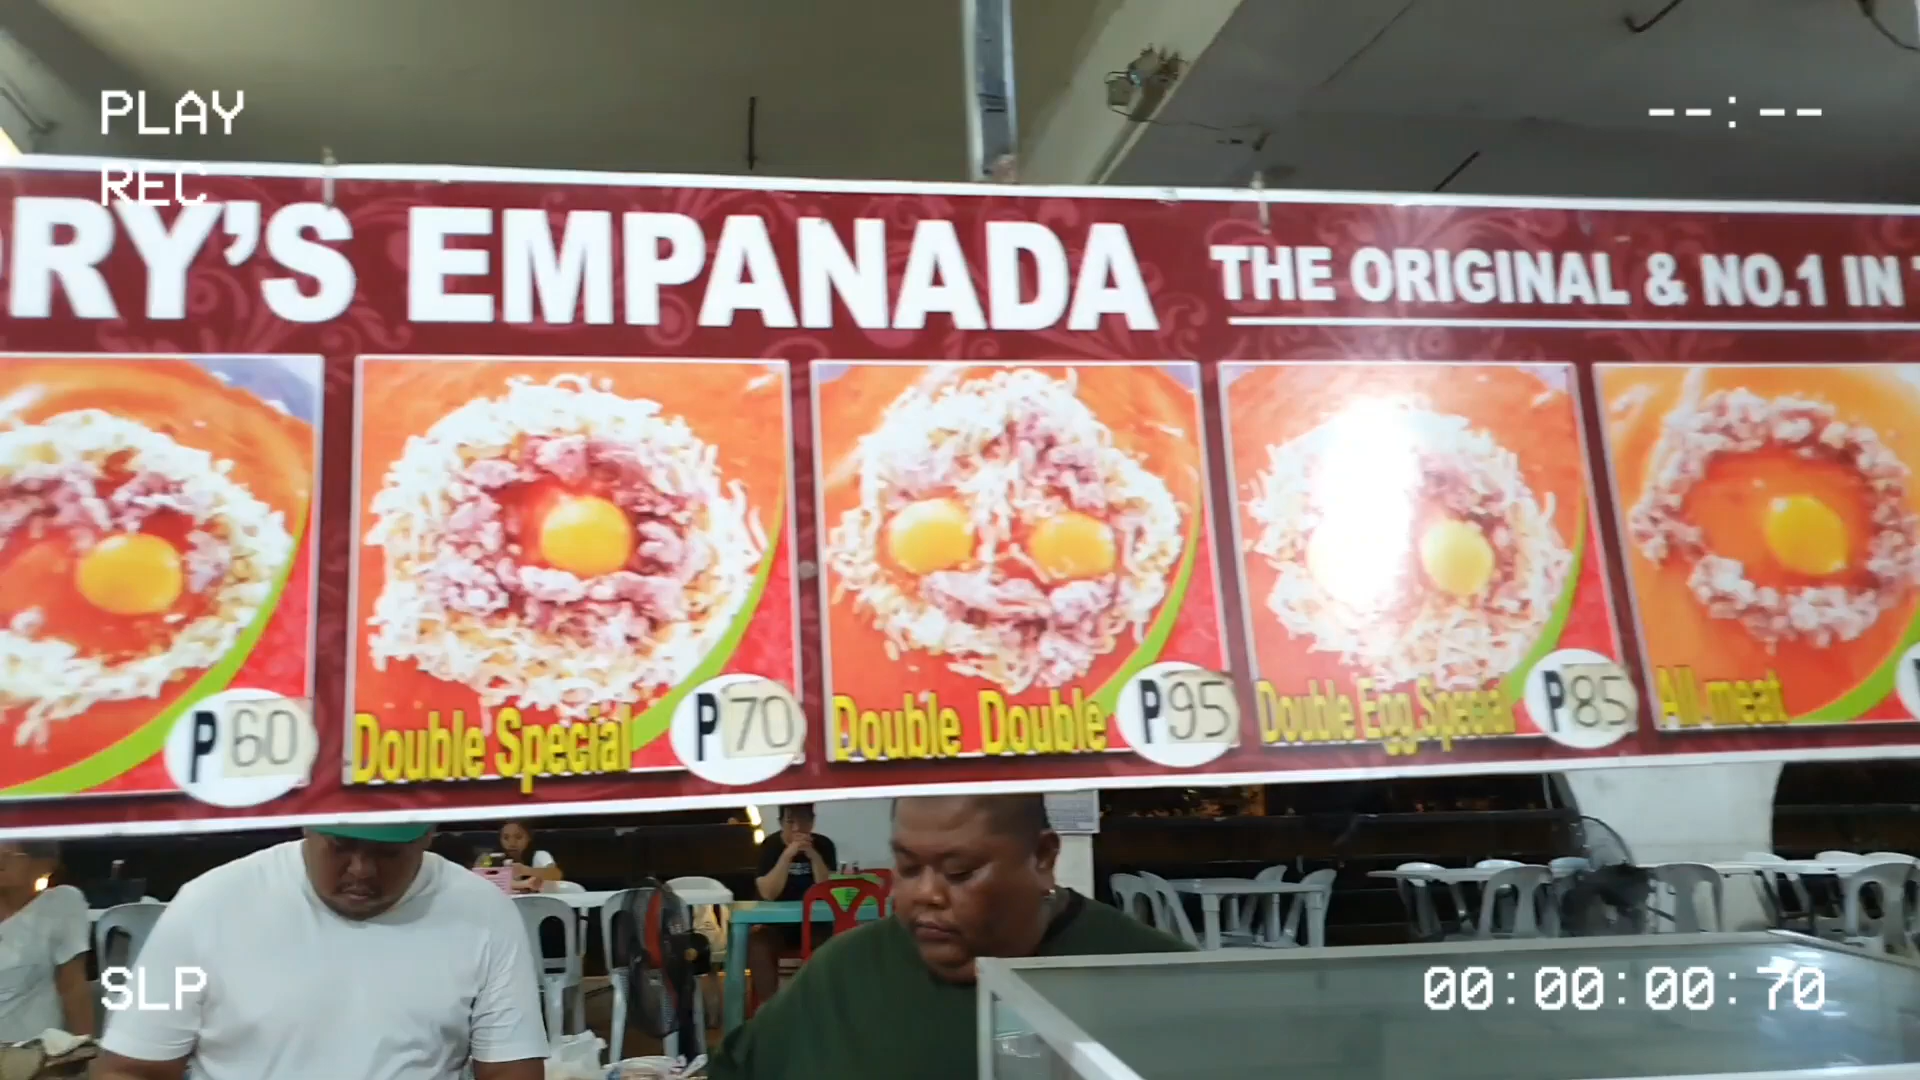 PLAY
--:--
REC
RY'S EMPANADA
THE ORIGINAL & NO.1 IN
P60
Double Special
P70
Double Double
P95
Double Egg Special
P85
All meat
SLP
00:00:00:70